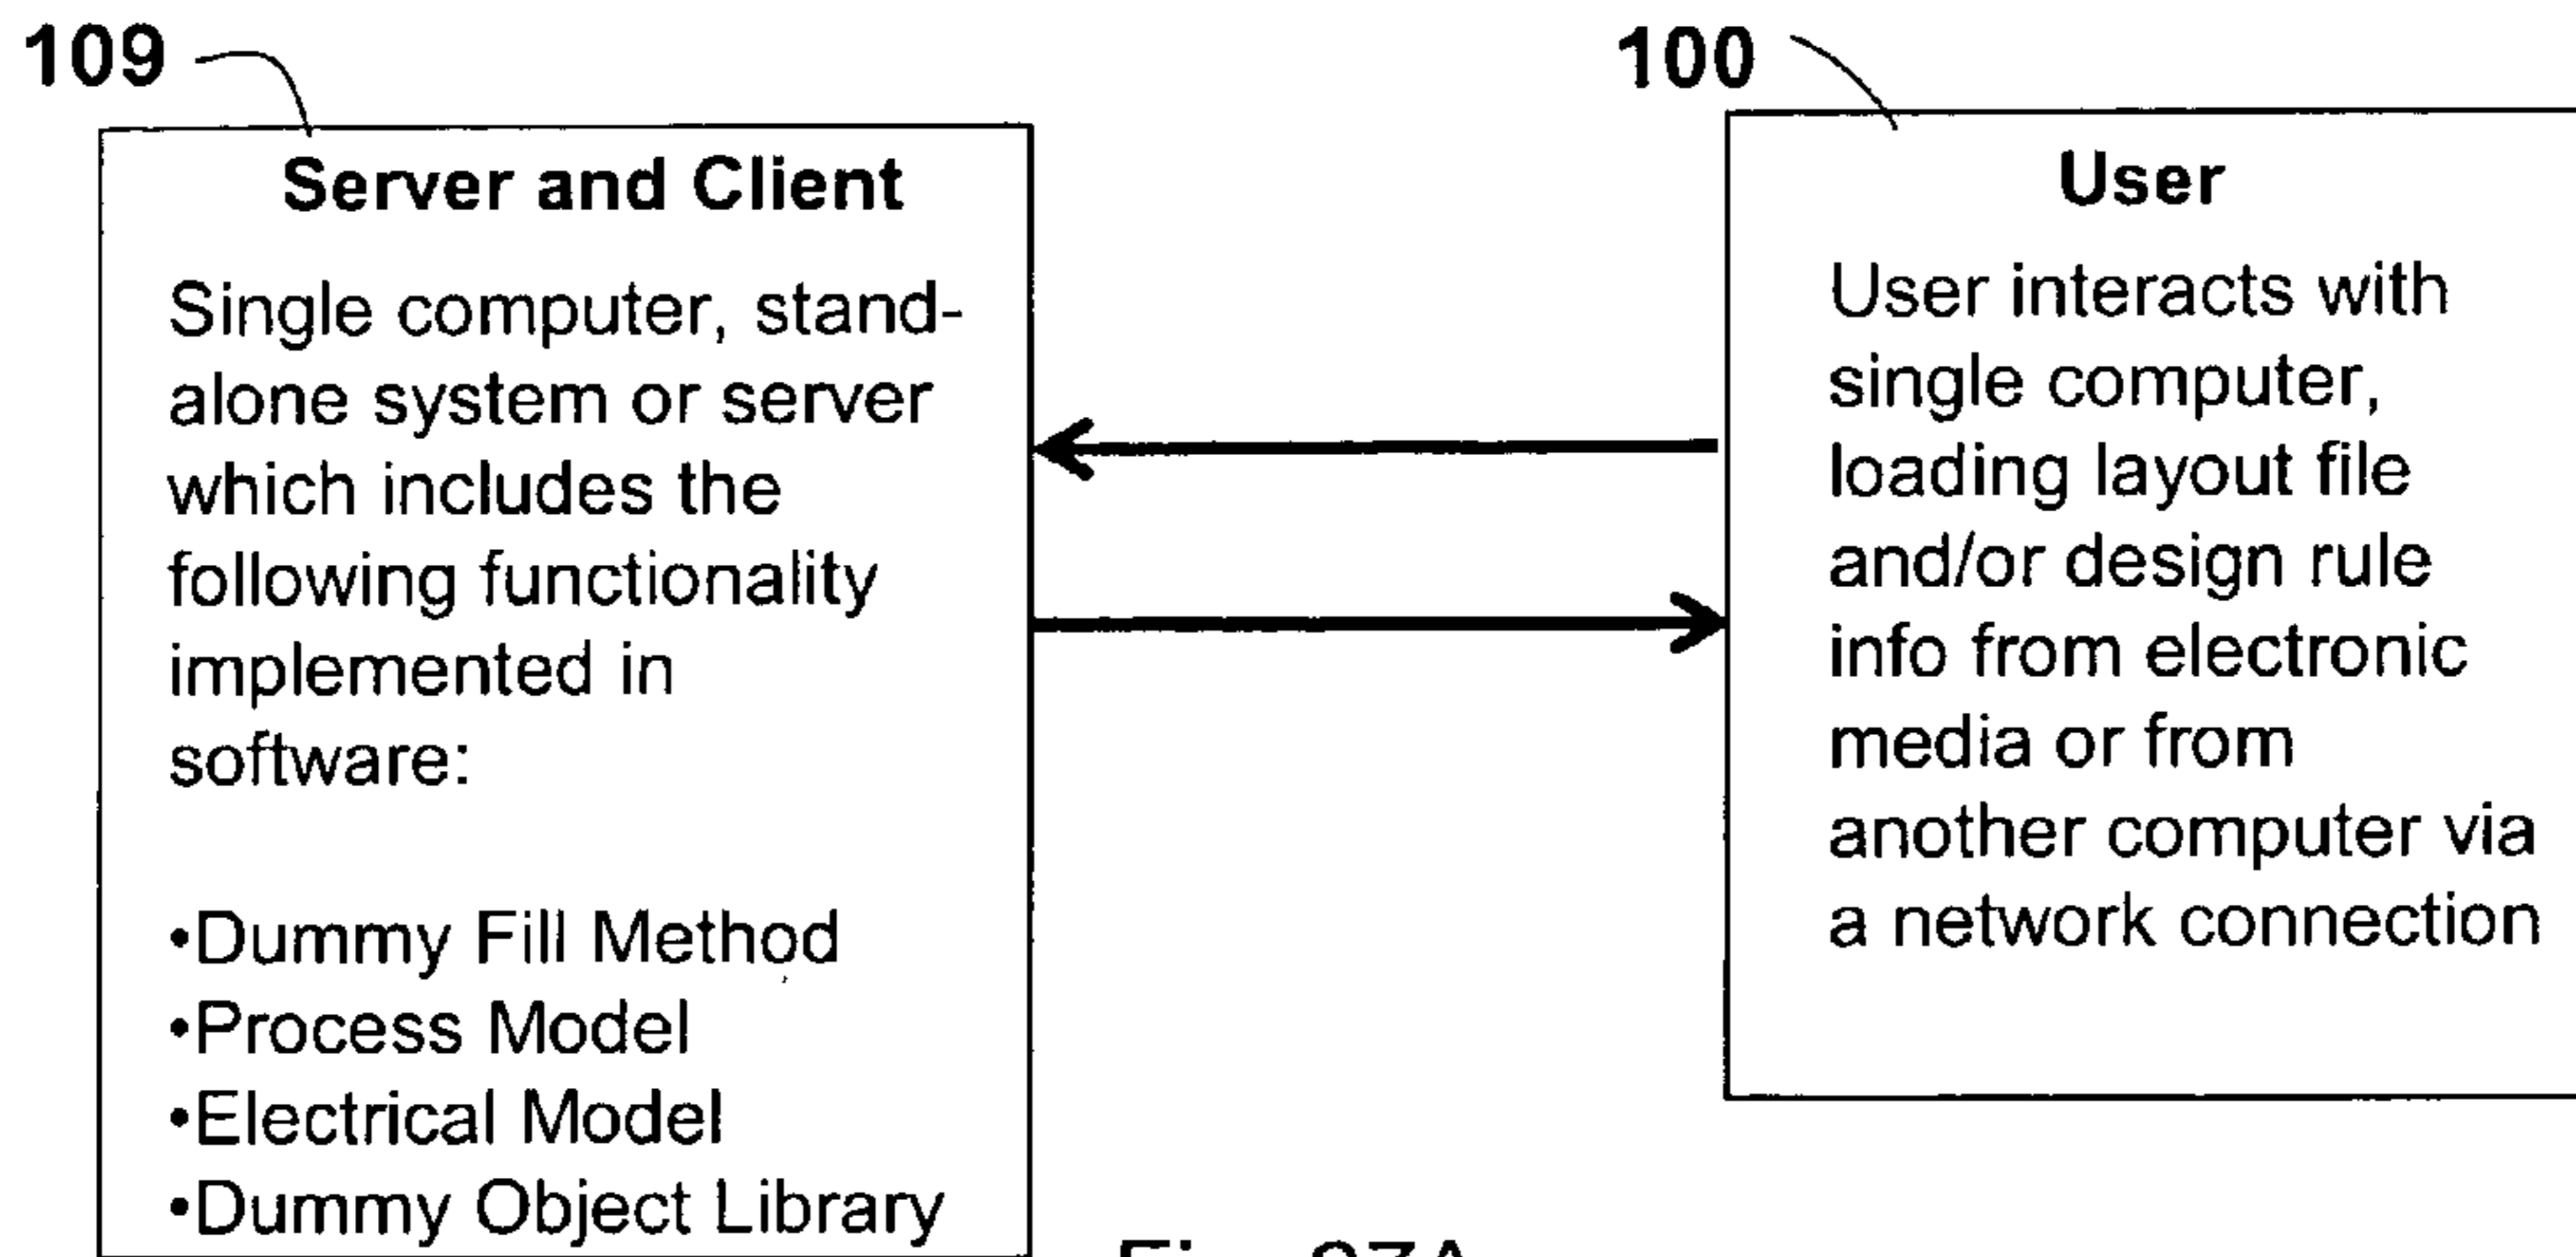 109
Server and Client
Single computer, stand-
alone system or server
which includes the
following functionality
implemented in
software:
•Dummy Fill Method
•Process Model
•Electrical Model
•Dummy Object Library
100
User
User interacts with
single computer,
loading layout file
and/or design rule
info from electronic
media or from
another computer via
a network connection
Fig. 27A